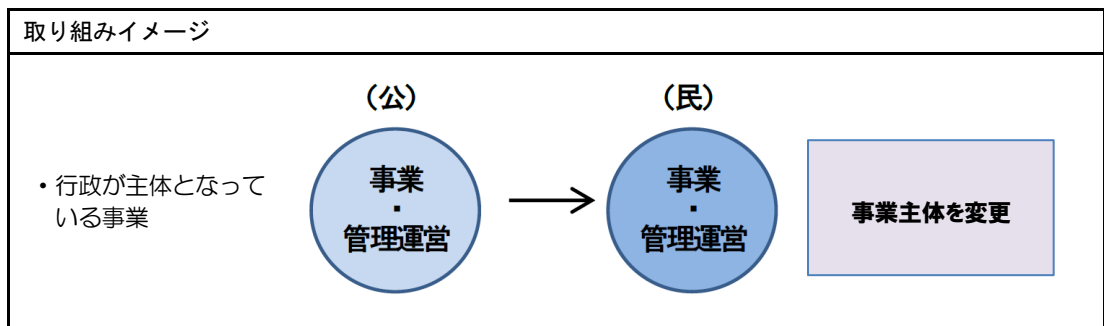 取り組みイメージ
（公）
（民）
・行政が主体となって
いる事業
事業
・
管理運営
事業
・
管理運営
事業主体を変更